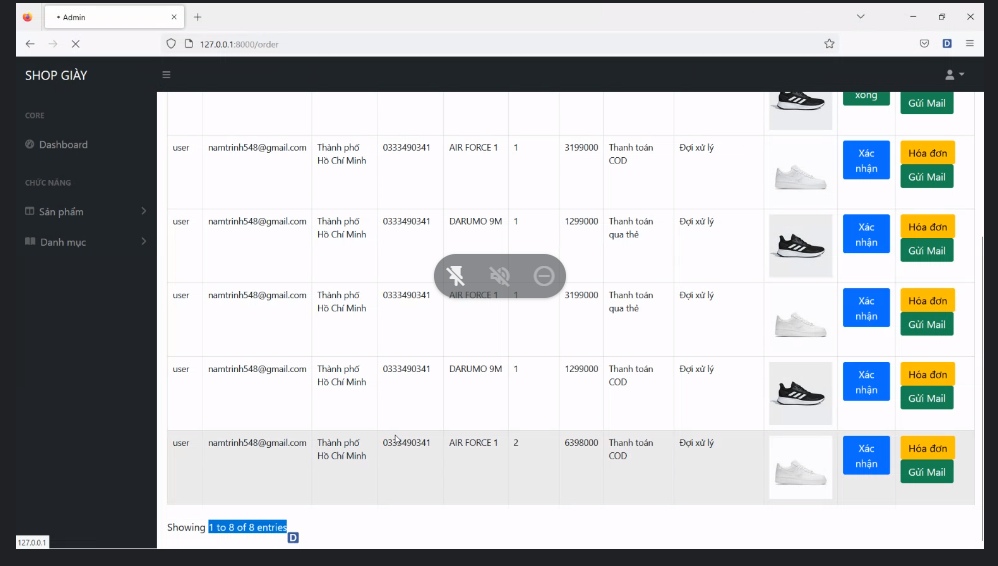 Admin
127.0.0.1:8000/order
SHOP GIÀY
CORE
Dashboard
CHỨC NĂNG
Sản phẩm
Danh mục
xong
Gửi Mail
user namtrinh548@gmail.com Thành phố 0333490341 AIR FORCE 1 1 3199000 Thanh toán Đợi xử lý Xác Hóa đơn
Hồ Chí Minh COD nhận Gửi Mail
user namtrinh548@gmail.com Thành phố 0333490341 DARUMO 9M 1 1299000 Thanh toán Đợi xử lý Xác Hóa đơn
Hồ Chí Minh qua thẻ nhận Gửi Mail
user namtrinh548@gmail.com Thành phố 0333490341 AIR FORCE 1 1 3199000 Thanh toán Đợi xử lý Xác Hóa đơn
Hồ Chí Minh qua thẻ nhận Gửi Mail
user namtrinh548@gmail.com Thành phố 0333490341 DARUMO 9M 1 1299000 Thanh toán Đợi xử lý Xác Hóa đơn
Hồ Chí Minh COD nhận Gửi Mail
user namtrinh548@gmail.com Thành phố 0333490341 AIR FORCE 1 2 6398000 Thanh toán Đợi xử lý Xác Hóa đơn
Hồ Chí Minh COD nhận Gửi Mail
Showing 1 to 8 of 8 entries
D
127.0.0.1